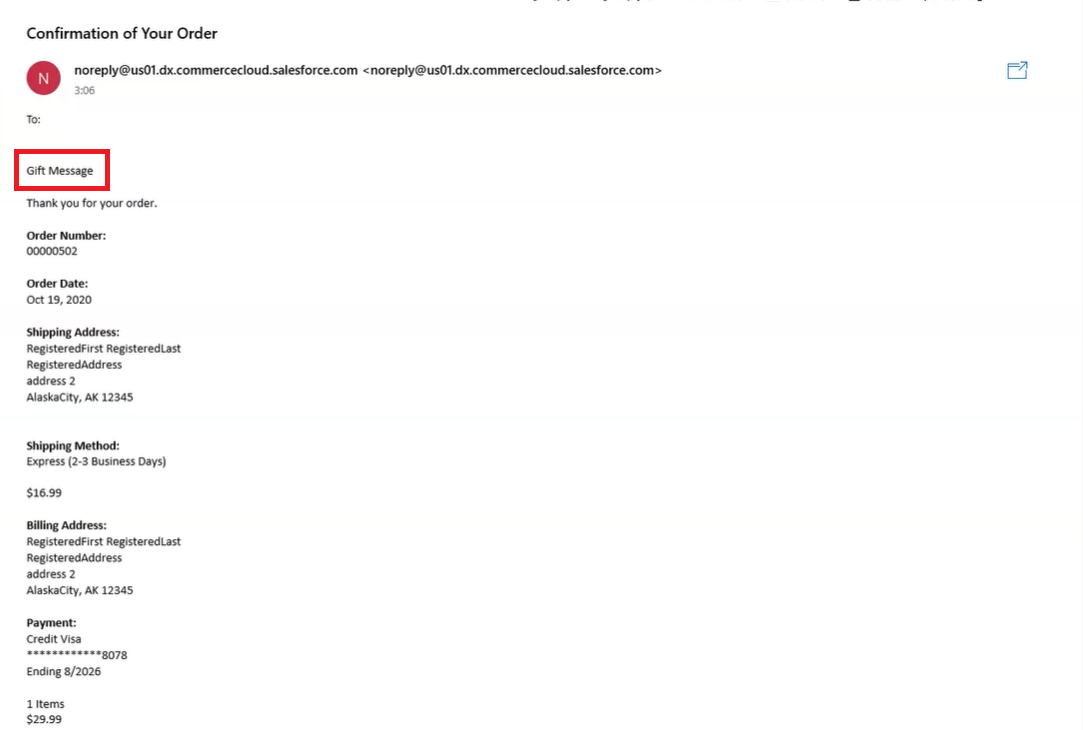 Confirmation of Your Order
N
noreply@us01.dx.commercecloud.salesforce.com <noreply@us01.dx.commercecloud.salesforce.com>
3:06
To:
Gift Message
Thank you for your order.
Order Number:
00000502
Order Date:
Oct 19, 2020
Shipping Address:
RegisteredFirst RegisteredLast
RegisteredAddress
address 2
AlaskaCity, AK 12345
Shipping Method:
Express (2-3 Business Days)
$16.99
Billing Address:
RegisteredFirst RegisteredLast
RegisteredAddress
address 2
AlaskaCity, AK 12345
Payment:
Credit Visa
************8078
Ending 8/2026
1 Items
$29.99